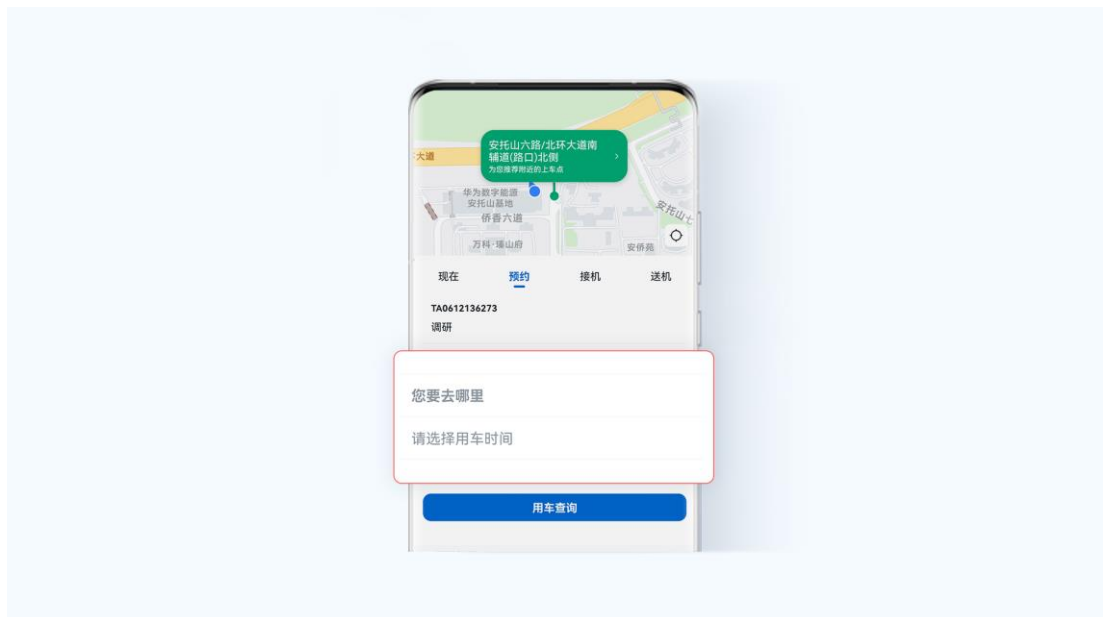 安托山六路/北环大道南
辅道(路口)北侧
为您推荐附近的上车点
大道
华为数字能源
安托山基地
侨香六道
安托山七
万科·瑧山府
安侨苑
现在
预约
接机
送机
TA0612136273
调研
您要去哪里
请选择用车时间
用车查询